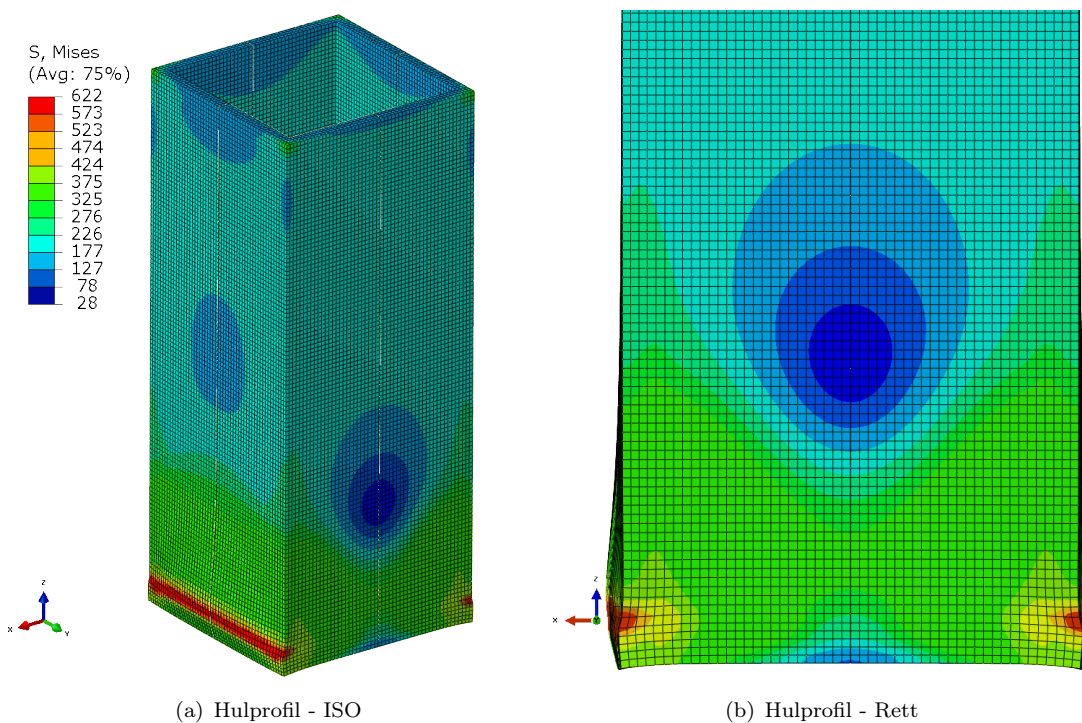 S, Mises
(Avg: 75%)
622
573
523
474
424
375
325
276
226
177
127
78
28
z
x
Y
z
x
Y
(a) Hulprofil - ISO
(b) Hulprofil - Rett